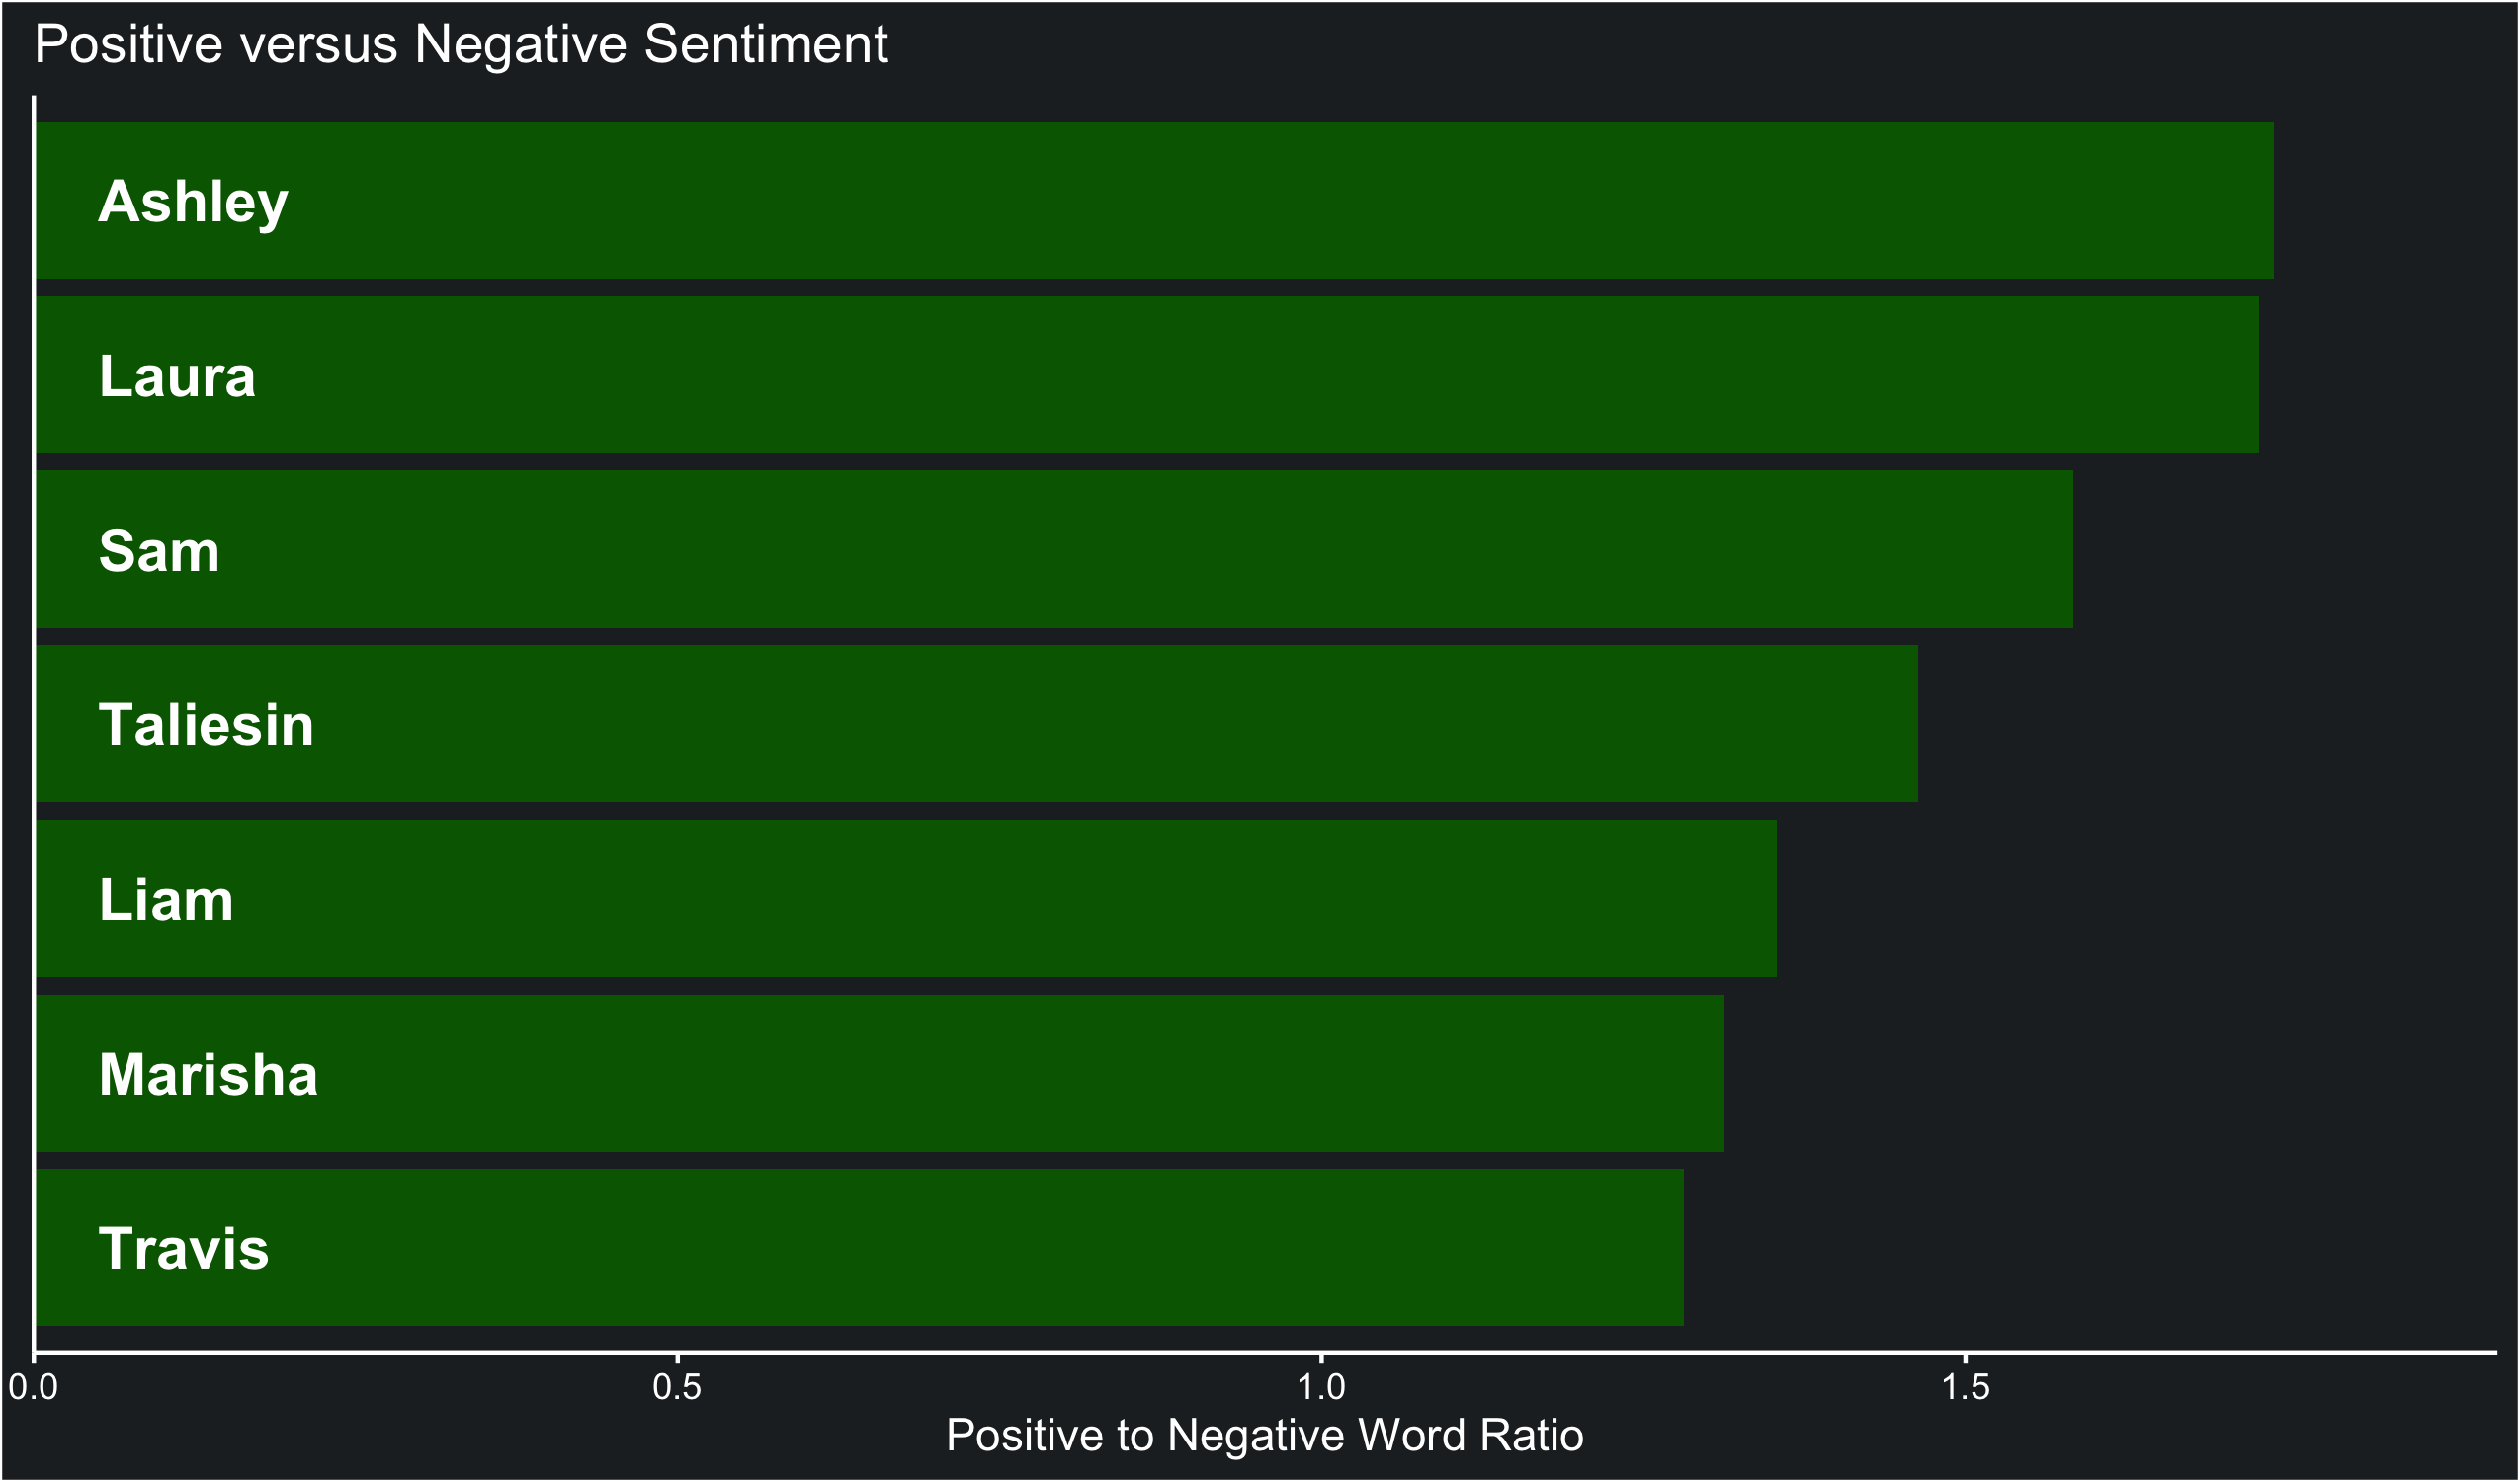 Positive versus Negative Sentiment
Ashley
Laura
Sam
Taliesin
Liam
Marisha
Travis
0.0 0.5 1.0 1.5
Positive to Negative Word Ratio